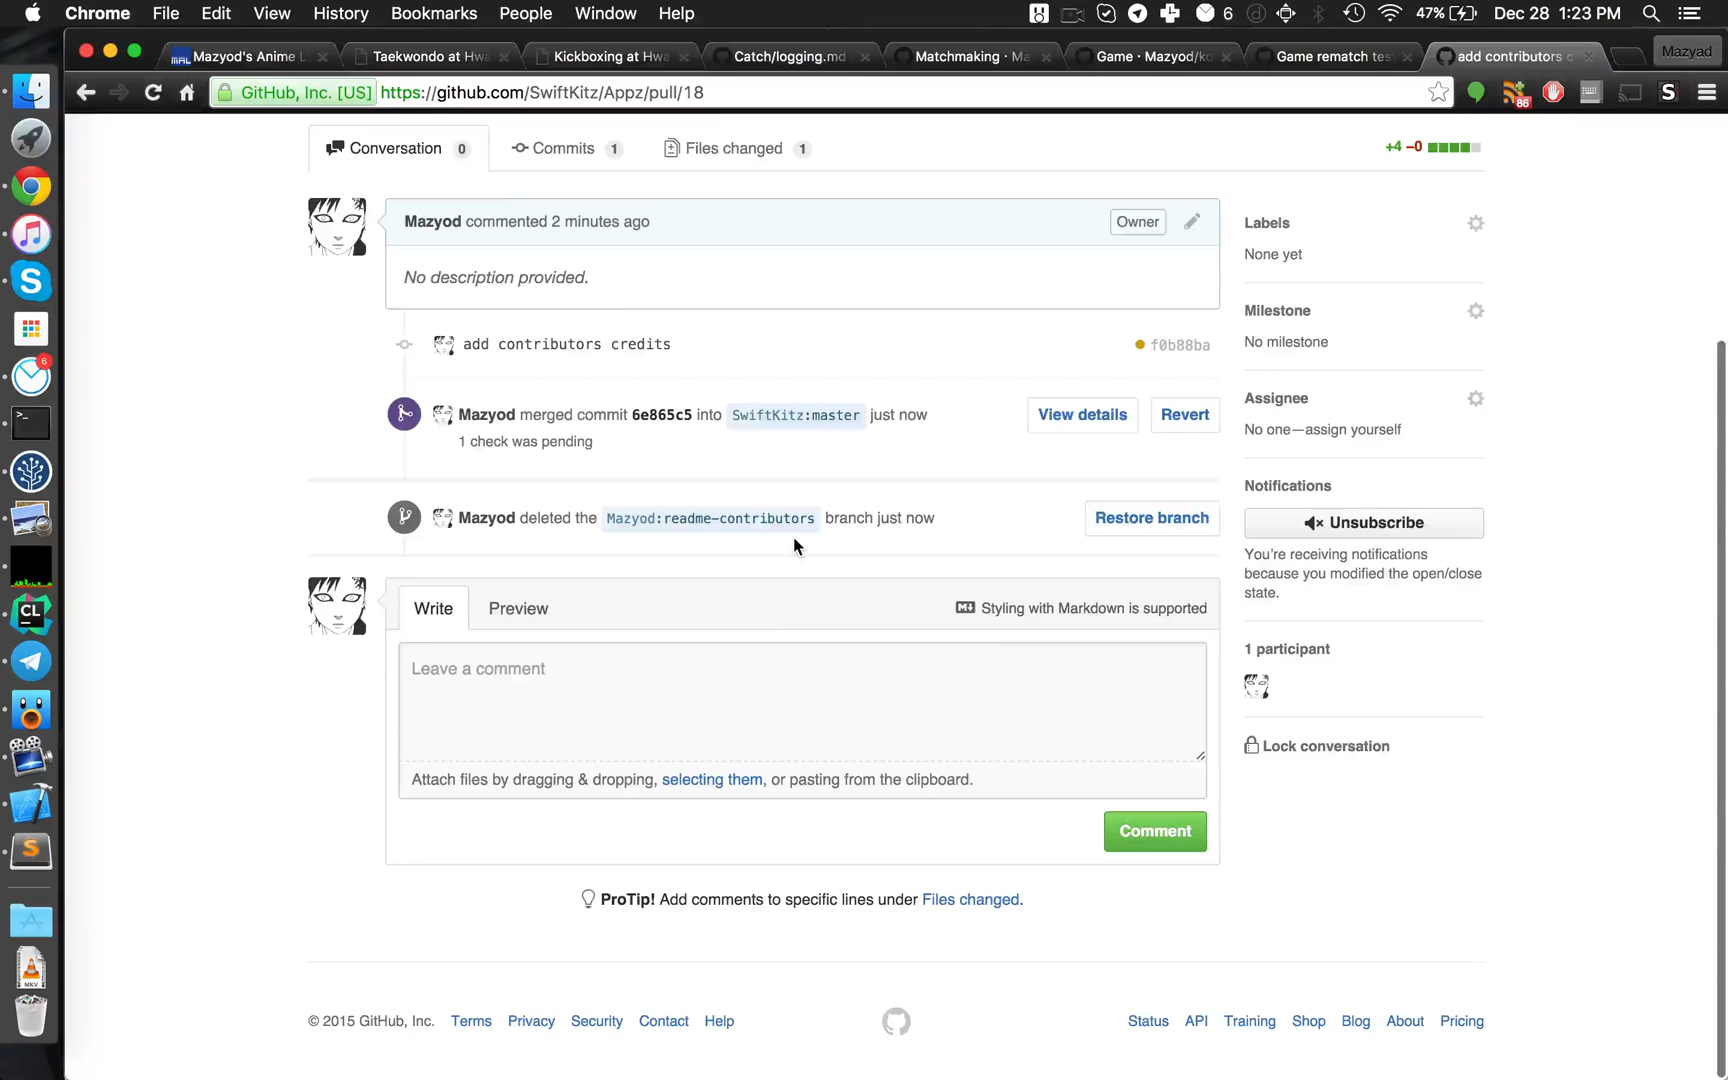 Chrome File Edit View History Bookmarks People Window Help 6 47% Dec 28 1:23 PM
Mazyod's Anime L Taekwondo at Hwa Kickboxing at Hwa Catch/logging.md Matchmaking · Ma Game · Mazyod/ko Game rematch tes add contributors c Mazyad
GitHub, Inc. [US] https://github.com/SwiftKitz/Appz/pull/18 86 S
Conversation 0 Commits 1 Files changed 1 +4 −0
Mazyod commented 2 minutes ago Owner
No description provided.
add contributors credits f0b88ba
Mazyod merged commit 6e865c5 into SwiftKitz:master just now View details Revert
1 check was pending
Mazyod deleted the Mazyod:readme-contributors branch just now Restore branch
Write Preview Styling with Markdown is supported
Leave a comment
Attach files by dragging & dropping, selecting them, or pasting from the clipboard.
Comment
ProTip! Add comments to specific lines under Files changed.
Labels
None yet
Milestone
No milestone
Assignee
No one—assign yourself
Notifications
Unsubscribe
You're receiving notifications
because you modified the open/close
state.
1 participant
Lock conversation
© 2015 GitHub, Inc. Terms Privacy Security Contact Help Status API Training Shop Blog About Pricing
6
CL
MKV